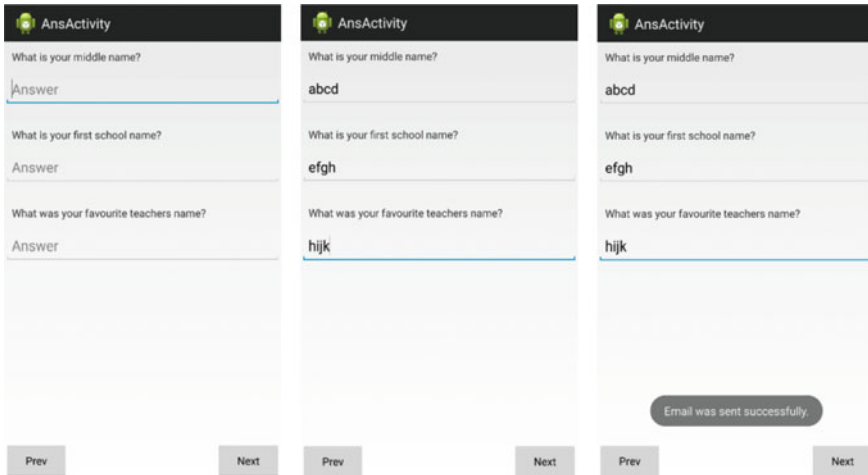 AnsActivity
What is your middle name?
Answer
What is your first school name?
Answer
What was your favourite teachers name?
Answer
Prev
Next
AnsActivity
What is your middle name?
abcd
What is your first school name?
efgh
What was your favourite teachers name?
hijk
Prev
Next
AnsActivity
What is your middle name?
abcd
What is your first school name?
efgh
What was your favourite teachers name?
hijk
Email was sent successfully.
Prev
Next